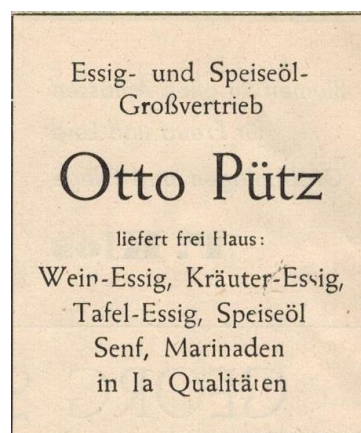 Essig- und Speiseöl-
Großvertrieb
Otto Pütz
liefert frei Haus:
Wein-Essig, Kräuter-Essig,
Tafel-Essig, Speiseöl
Senf, Marinaden
in Ia Qualitäten